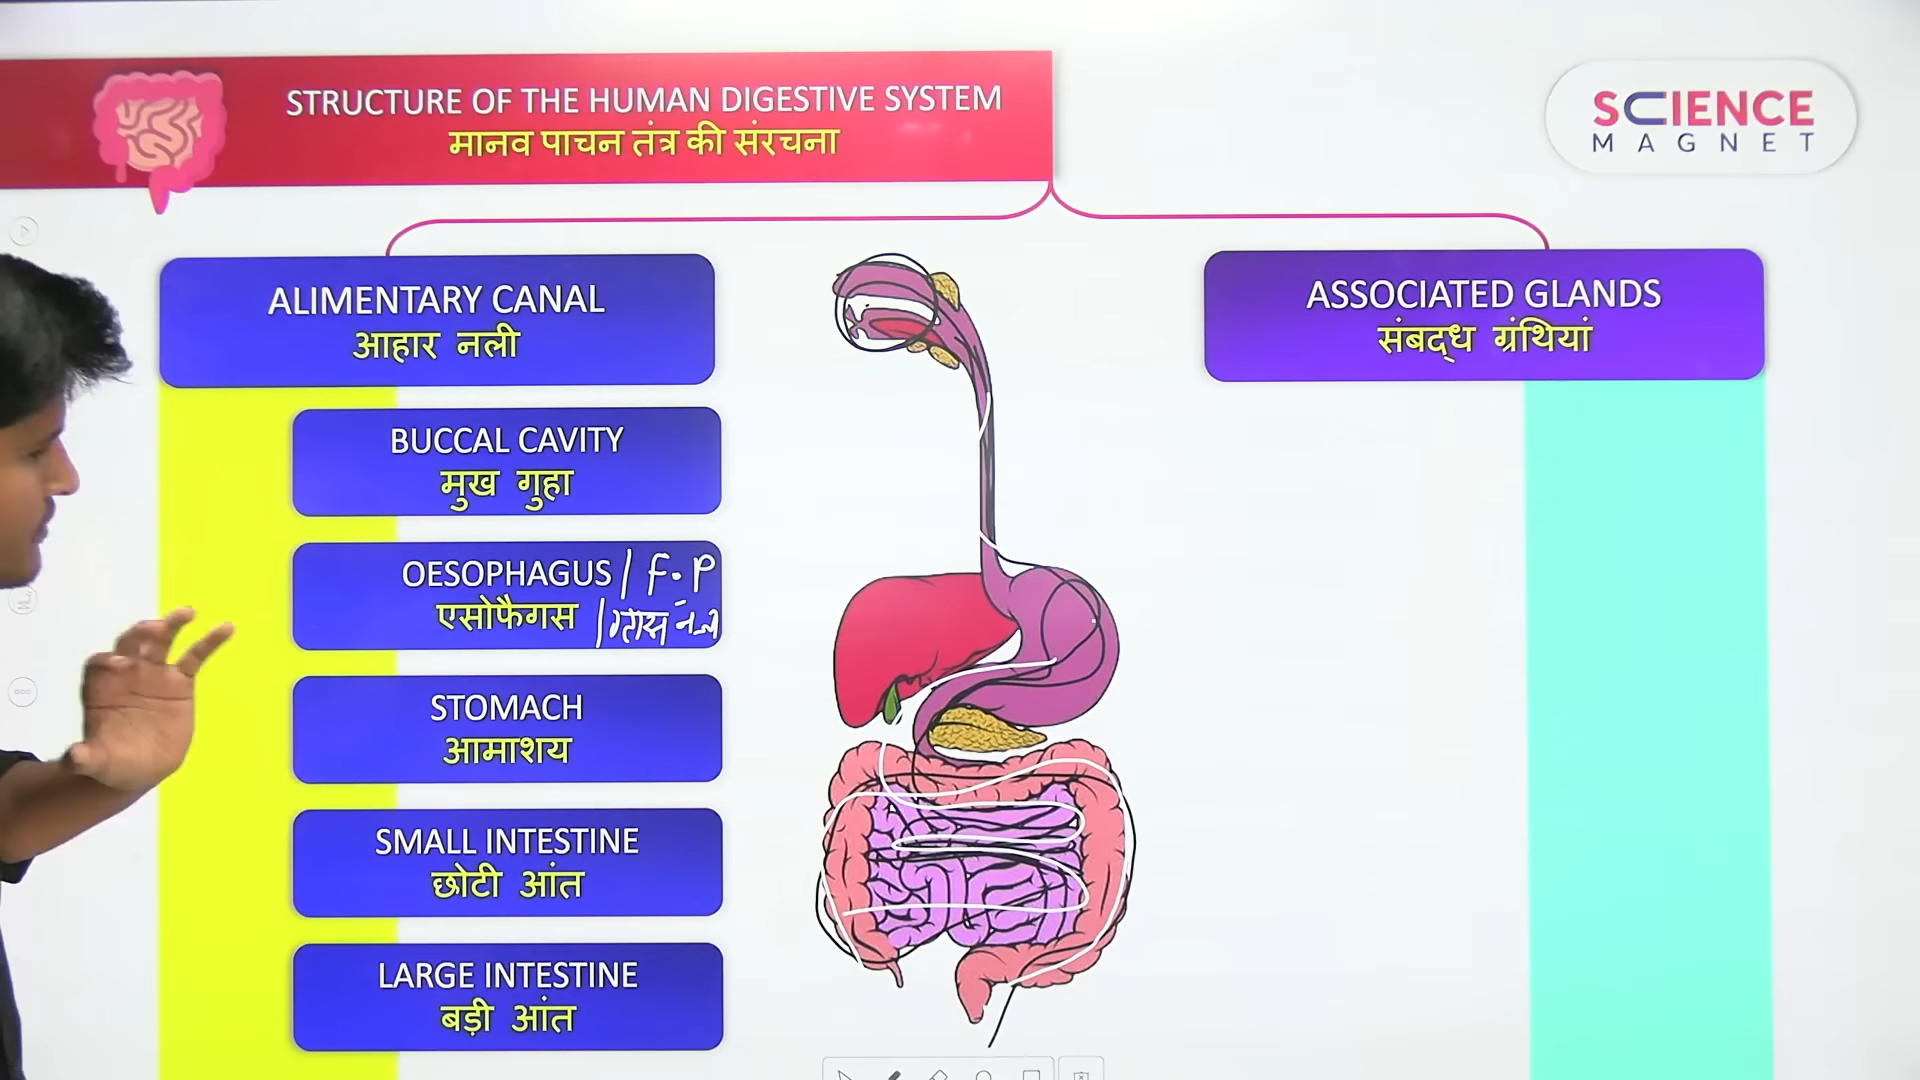 STRUCTURE OF THE HUMAN DIGESTIVE SYSTEM
मानव पाचन तंत्र की संरचना
SCIENCE
MAGNET
ALIMENTARY CANAL
आहार नली
ASSOCIATED GLANDS
संबद्ध ग्रंथियां
BUCCAL CAVITY
मुख गुहा
OESOPHAGUS / F.P
एसोफैगस /
STOMACH
आमाशय
SMALL INTESTINE
छोटी आंत
LARGE INTESTINE
बड़ी आंत